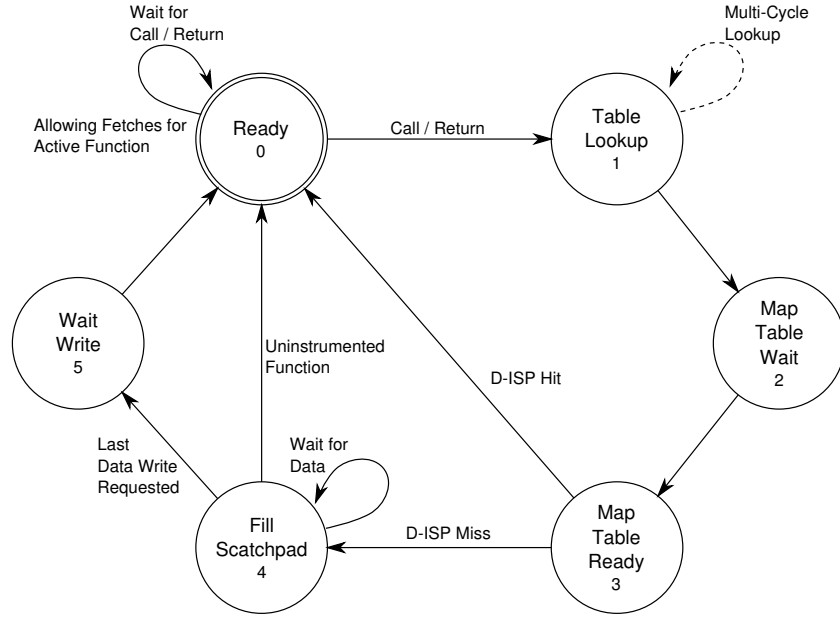 Wait for
Call / Return
Multi-Cycle
Lookup
Allowing Fetches for
Active Function
Ready
0
Call / Return
Table
Lookup
1
Wait
Write
5
Uninstrumented
Function
D-ISP Hit
Map
Table
Wait
2
Last
Data Write
Requested
Wait for
Data
Fill
Scatchpad
4
D-ISP Miss
Map
Table
Ready
3